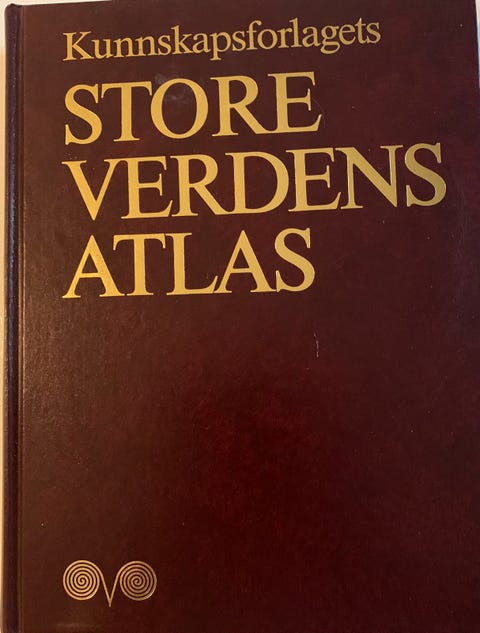 Kunnskapsforlagets
STORE
VERDENS
ATLAS